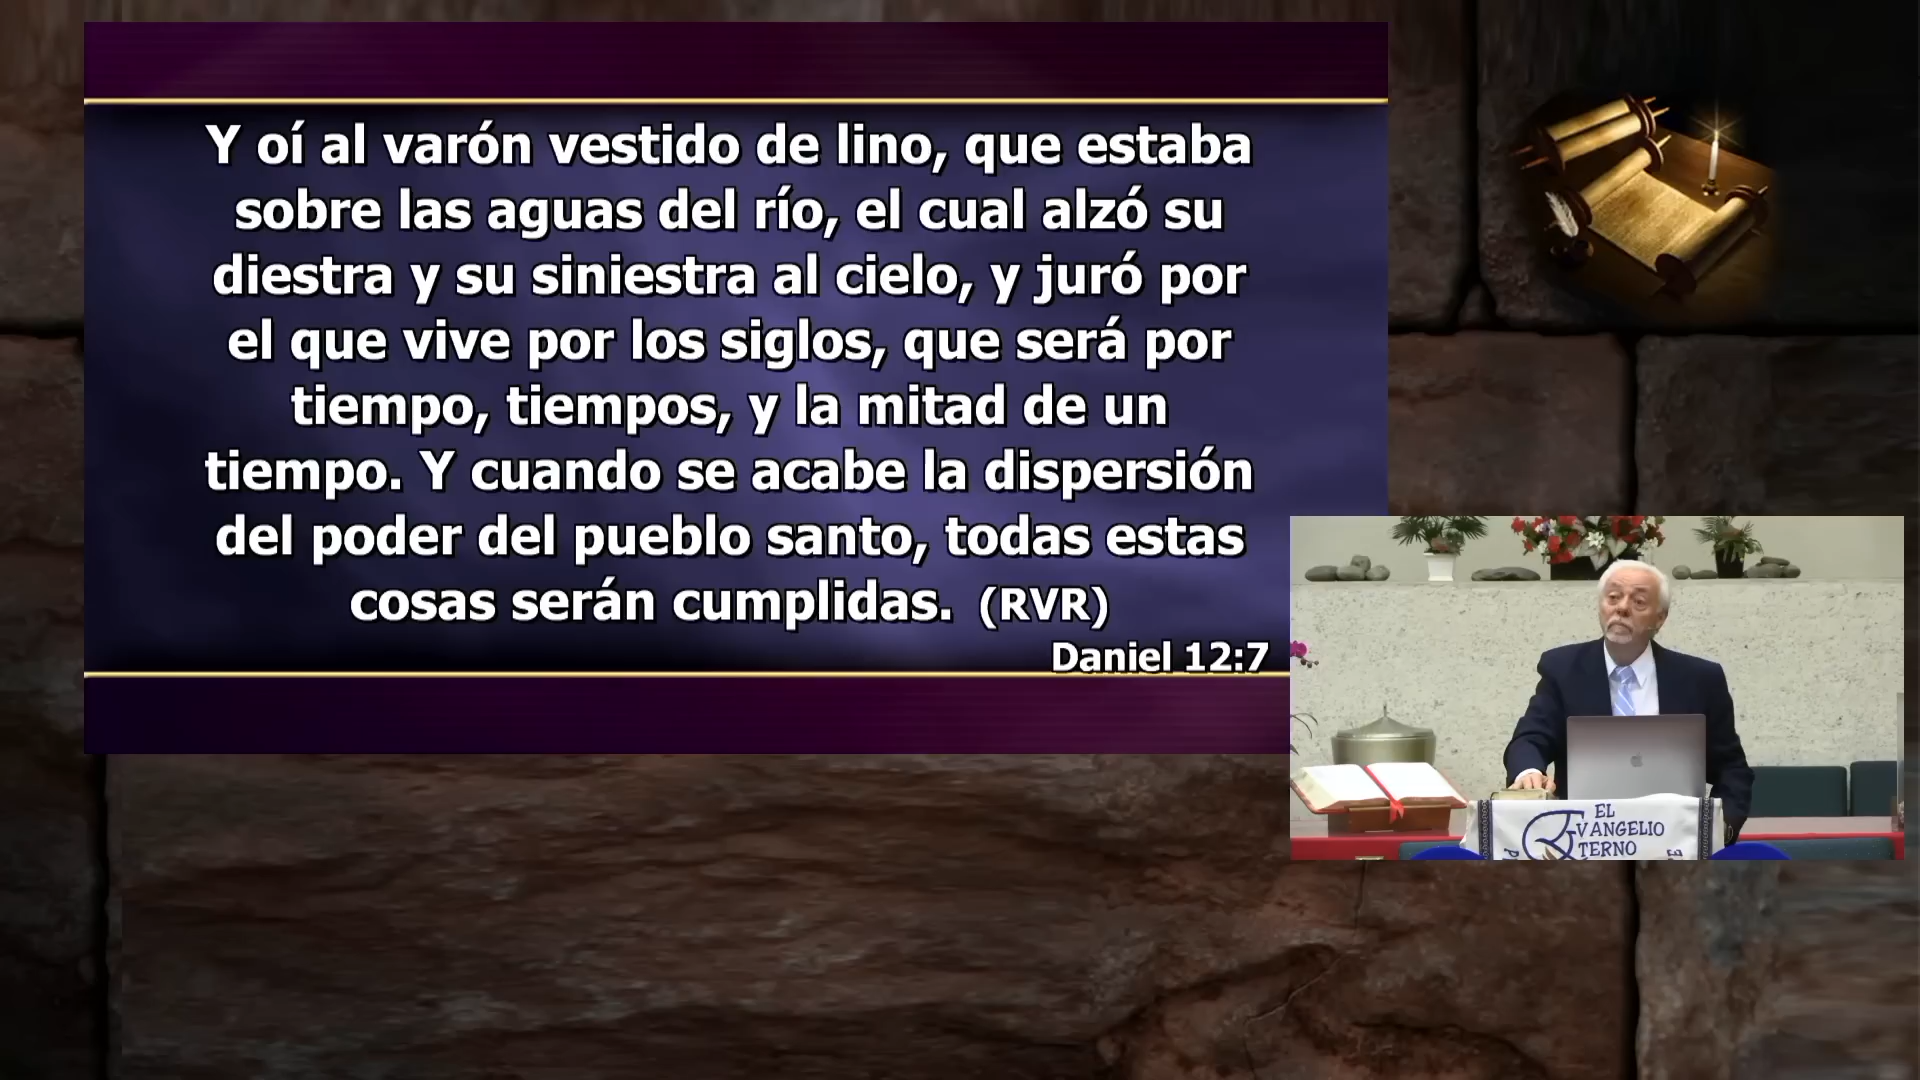 Y oí al varón vestido de lino, que estaba
sobre las aguas del río, el cual alzó su
diestra y su siniestra al cielo, y juró por
el que vive por los siglos, que será por
tiempo, tiempos, y la mitad de un
tiempo. Y cuando se acabe la dispersión
del poder del pueblo santo, todas estas
cosas serán cumplidas. (RVR)
Daniel 12:7
EL
EVANGELIO
ETERNO